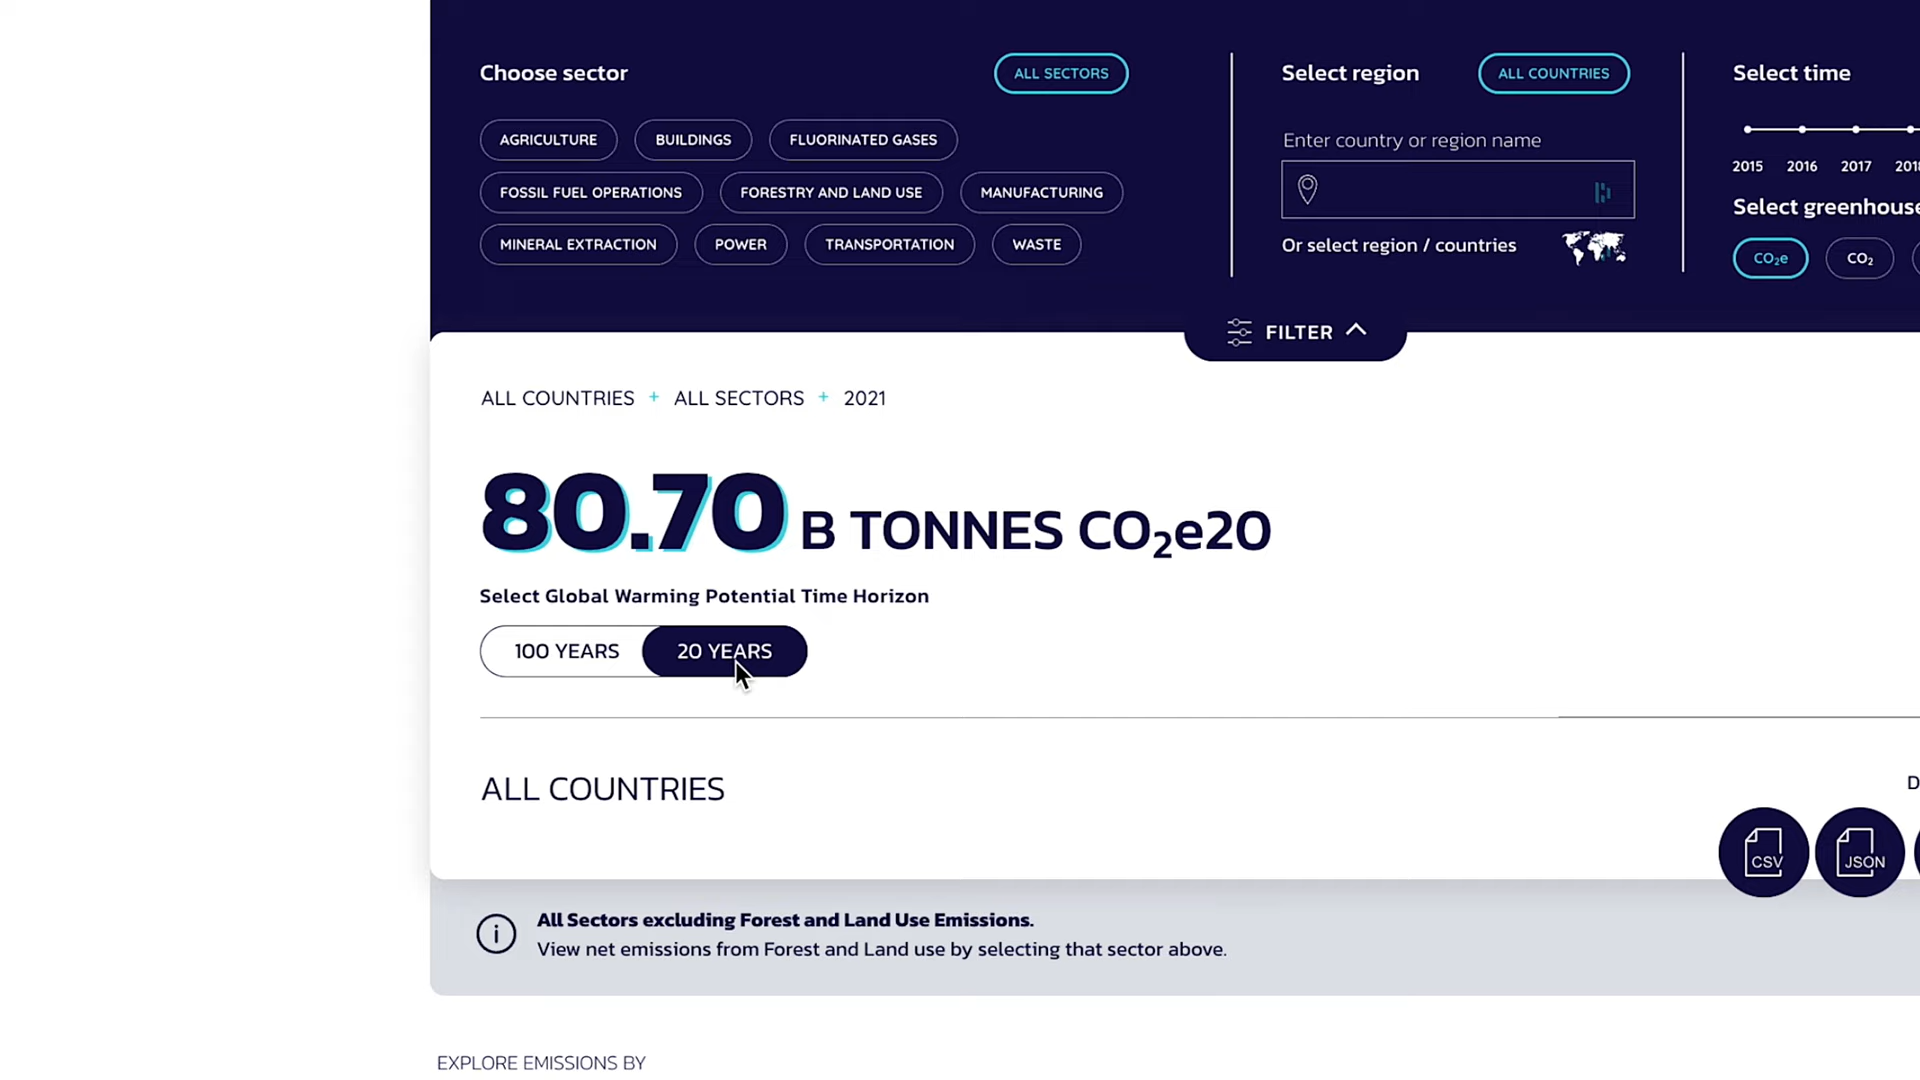 Choose sector
ALL SECTORS
AGRICULTURE
BUILDINGS
FLUORINATED GASES
FOSSIL FUEL OPERATIONS
FORESTRY AND LAND USE
MANUFACTURING
MINERAL EXTRACTION
POWER
TRANSPORTATION
WASTE
Select region
ALL COUNTRIES
Enter country or region name
Or select region / countries
Select time
2015 2016 2017
Select greenhouse
CO₂e
CO₂
FILTER
ALL COUNTRIES + ALL SECTORS + 2021
80.70 B TONNES CO₂e20
Select Global Warming Potential Time Horizon
100 YEARS
20 YEARS
ALL COUNTRIES
CSV
JSON
All Sectors excluding Forest and Land Use Emissions.
View net emissions from Forest and Land use by selecting that sector above.
EXPLORE EMISSIONS BY